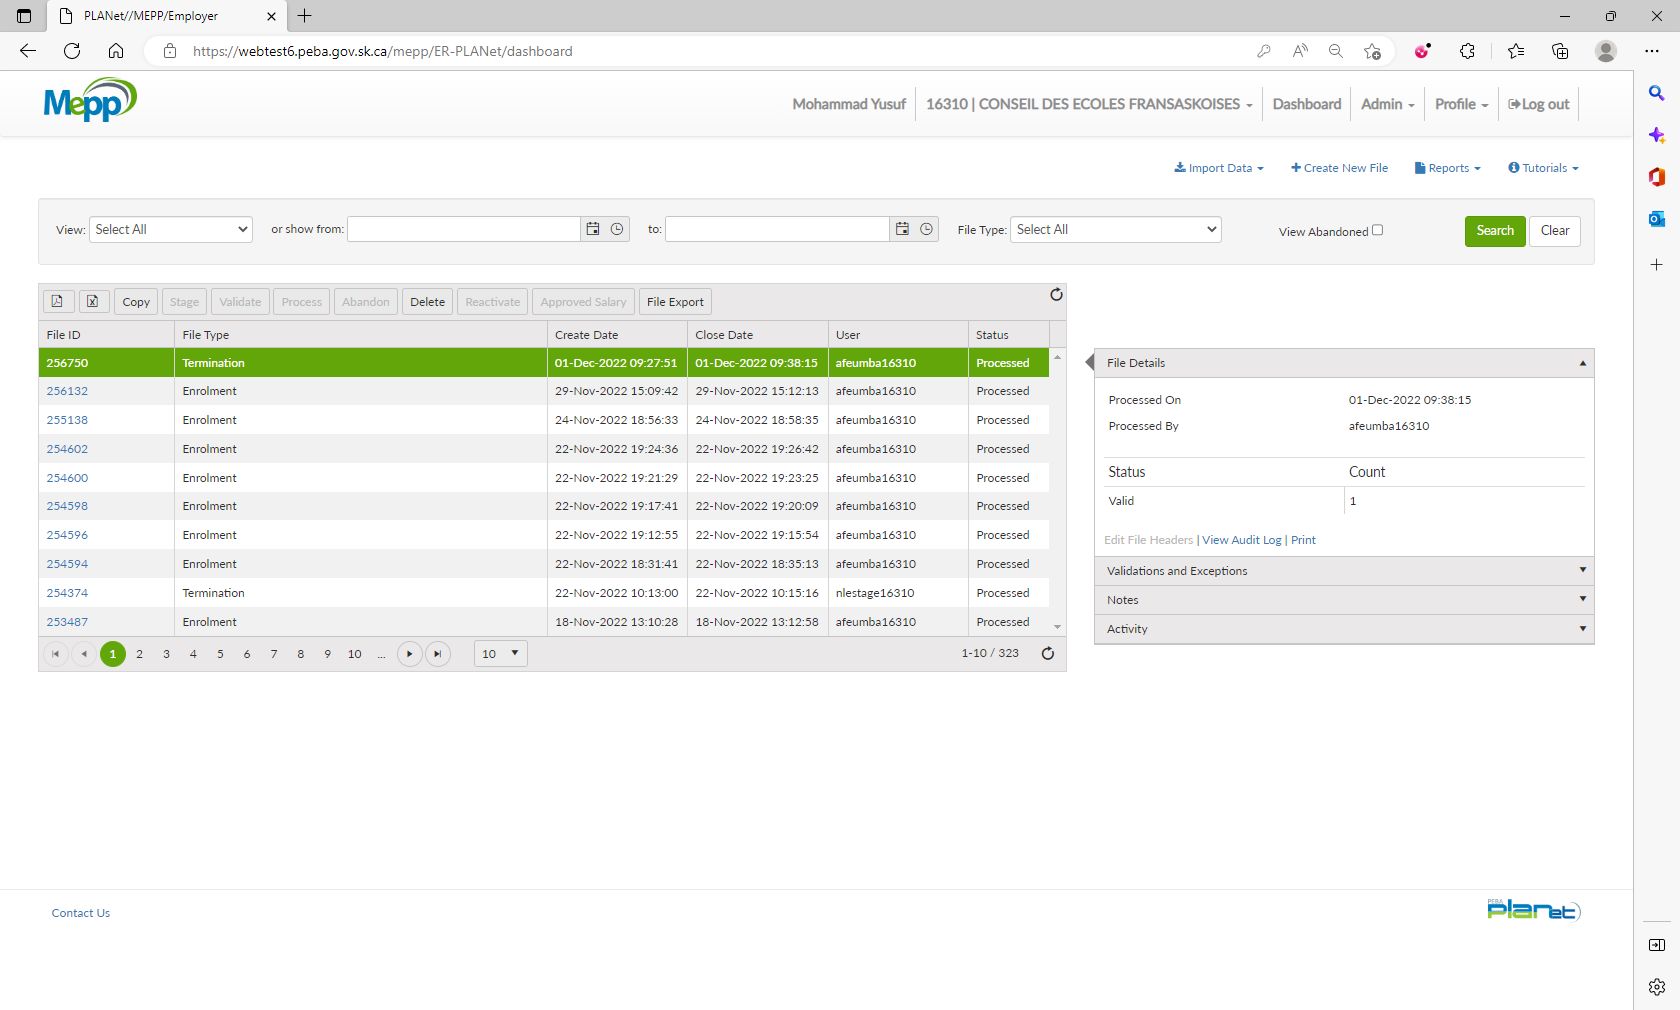 PLANet//MEPP/Employer
https://webtest6.peba.gov.sk.ca/mepp/ER-PLANet/dashboard
Mepp
Mohammad Yusuf
16310 | CONSEIL DES ECOLES FRANSASKOISES
Dashboard
Admin
Profile
Log out
Import Data
Create New File
Reports
Tutorials
View: Select All or show from: to: File Type: Select All View Abandoned Search Clear
Copy Stage Validate Process Abandon Delete Reactivate Approved Salary File Export
File ID File Type Create Date Close Date User Status
256750 Termination 01-Dec-2022 09:27:51 01-Dec-2022 09:38:15 afeumba16310 Processed
256132 Enrolment 29-Nov-2022 15:09:42 29-Nov-2022 15:12:13 afeumba16310 Processed
255138 Enrolment 24-Nov-2022 18:56:33 24-Nov-2022 18:58:35 afeumba16310 Processed
254602 Enrolment 22-Nov-2022 19:24:36 22-Nov-2022 19:26:42 afeumba16310 Processed
254600 Enrolment 22-Nov-2022 19:21:29 22-Nov-2022 19:23:25 afeumba16310 Processed
254598 Enrolment 22-Nov-2022 19:17:41 22-Nov-2022 19:20:09 afeumba16310 Processed
254596 Enrolment 22-Nov-2022 19:12:55 22-Nov-2022 19:15:54 afeumba16310 Processed
254594 Enrolment 22-Nov-2022 18:31:41 22-Nov-2022 18:35:13 afeumba16310 Processed
254374 Termination 22-Nov-2022 10:13:00 22-Nov-2022 10:15:16 nlestage16310 Processed
253487 Enrolment 18-Nov-2022 13:10:28 18-Nov-2022 13:12:58 afeumba16310 Processed
1 2 3 4 5 6 7 8 9 10 ... 10 1-10 / 323
File Details
Processed On 01-Dec-2022 09:38:15
Processed By afeumba16310
Status Count
Valid 1
Edit File Headers | View Audit Log | Print
Validations and Exceptions
Notes
Activity
Contact Us
PEBA
planet